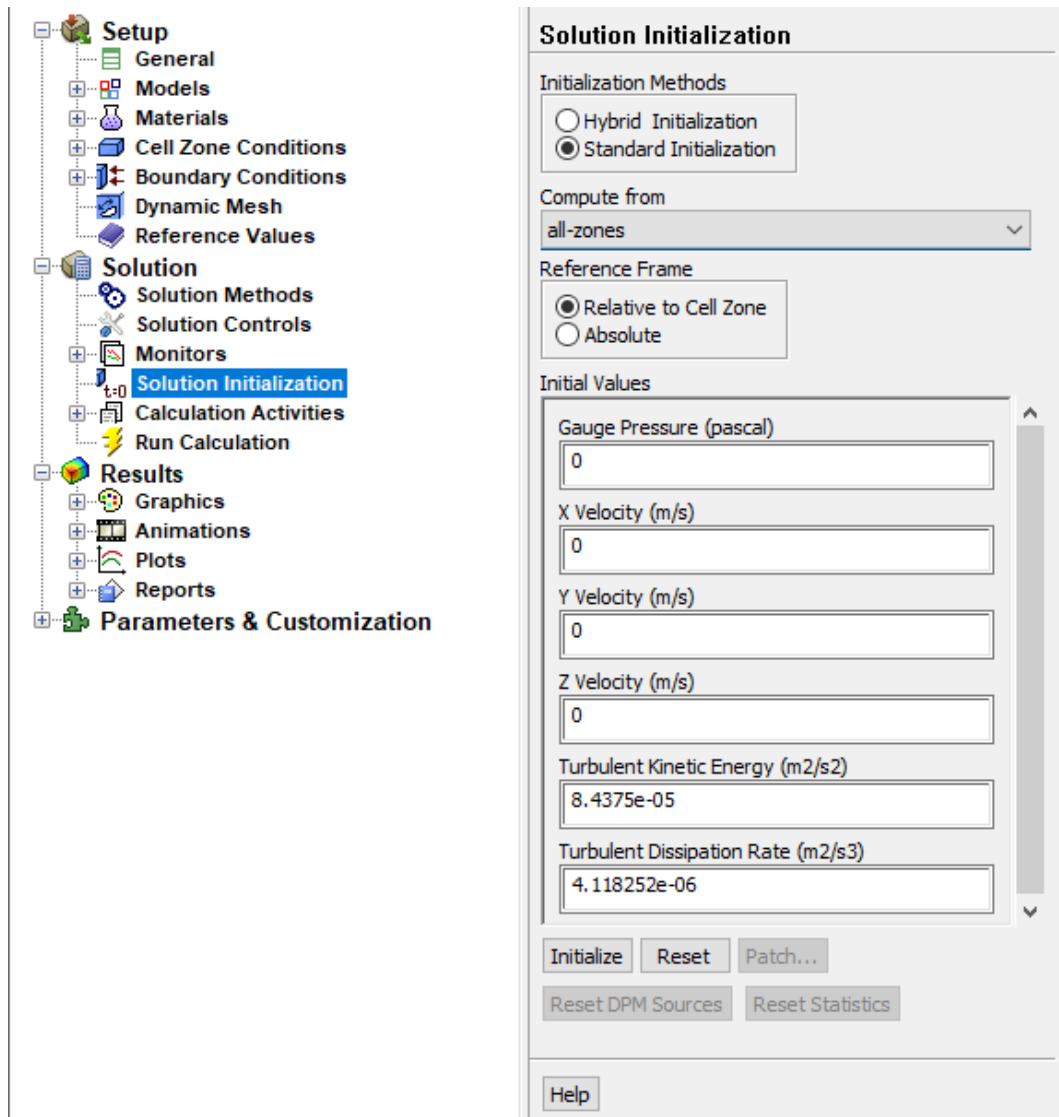 Setup
General
Models
Materials
Cell Zone Conditions
Boundary Conditions
Dynamic Mesh
Reference Values
Solution
Solution Methods
Solution Controls
Monitors
t=0 Solution Initialization
Calculation Activities
Run Calculation
Results
Graphics
Animations
Plots
Reports
Parameters & Customization
Solution Initialization
Initialization Methods
Hybrid Initialization
Standard Initialization
Compute from
all-zones
Reference Frame
Relative to Cell Zone
Absolute
Initial Values
Gauge Pressure (pascal)
0
X Velocity (m/s)
0
Y Velocity (m/s)
0
Z Velocity (m/s)
0
Turbulent Kinetic Energy (m2/s2)
8.4375e-05
Turbulent Dissipation Rate (m2/s3)
4.118252e-06
Initialize Reset Patch...
Reset DPM Sources Reset Statistics
Help